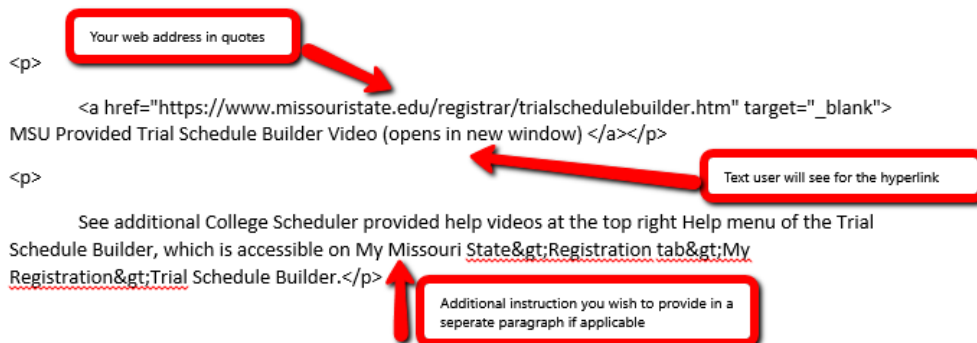 Your web address in quotes
<p>
<a href="https://www.missouristate.edu/registrar/trialschedulebuilder.htm" target="_blank">
MSU Provided Trial Schedule Builder Video (opens in new window) </a></p>
<p>
Text user will see for the hyperlink
See additional College Scheduler provided help videos at the top right Help menu of the Trial
Schedule Builder, which is accessible on My Missouri State&gt;Registration tab&gt;My
Registration&gt;Trial Schedule Builder.</p>
Additional instruction you wish to provide in a
seperate paragraph if applicable